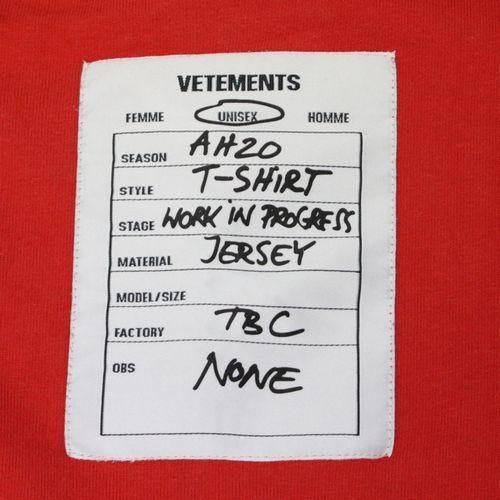 VETEMENTS
FEMME UNISEX HOMME
SEASON AH20
STYLE T-SHIRT
STAGE WORK IN PROGRESS
MATERIAL JERSEY
MODEL/SIZE
FACTORY TBC
OBS NONE